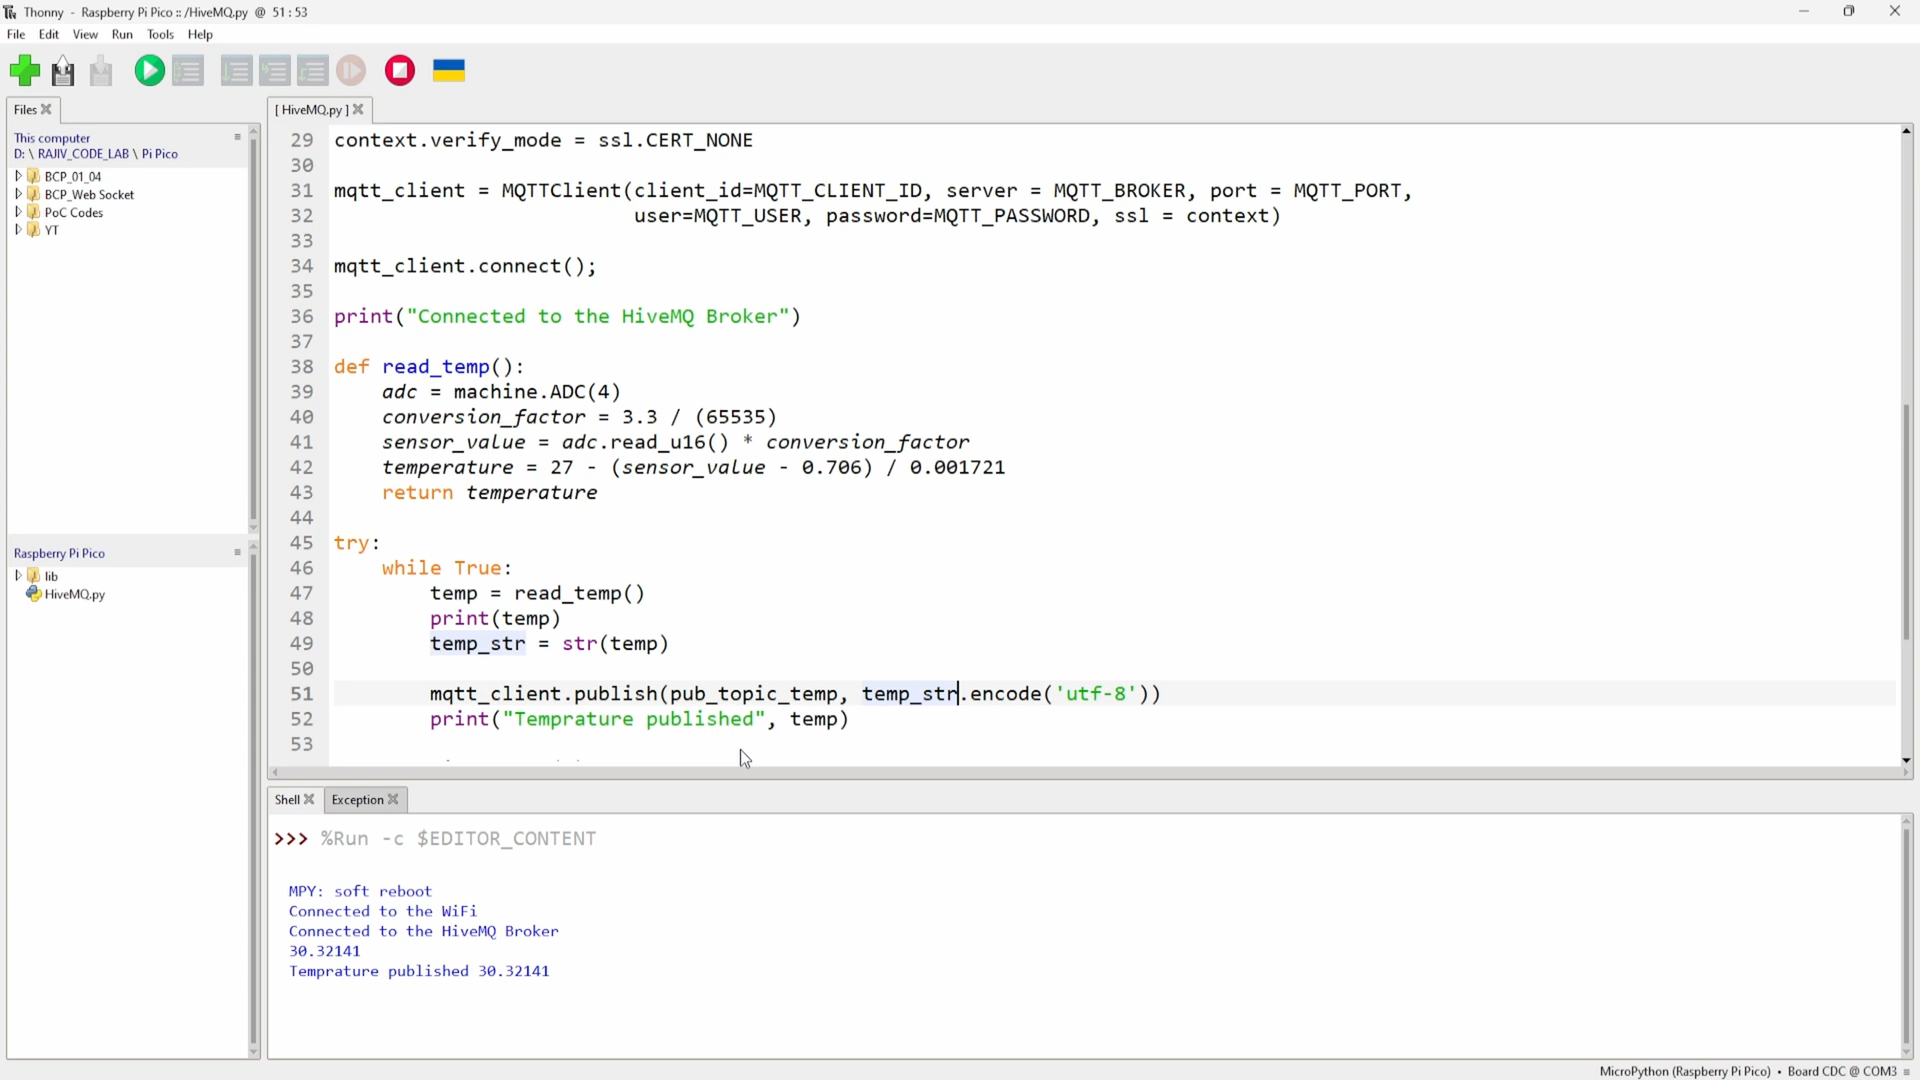 Thonny - Raspberry Pi Pico :: /HiveMQ.py @ 51 : 53
File Edit View Run Tools Help
Files
[ HiveMQ.py ]
This computer
D: \ RAJIV_CODE_LAB \ Pi Pico
BCP_01_04
BCP_Web Socket
PoC Codes
YT
Raspberry Pi Pico
lib
HiveMQ.py
29 context.verify_mode = ssl.CERT_NONE
30
31 mqtt_client = MQTTClient(client_id=MQTT_CLIENT_ID, server = MQTT_BROKER, port = MQTT_PORT,
32 user=MQTT_USER, password=MQTT_PASSWORD, ssl = context)
33
34 mqtt_client.connect();
35
36 print("Connected to the HiveMQ Broker")
37
38 def read_temp():
39 adc = machine.ADC(4)
40 conversion_factor = 3.3 / (65535)
41 sensor_value = adc.read_u16() * conversion_factor
42 temperature = 27 - (sensor_value - 0.706) / 0.001721
43 return temperature
44
45 try:
46 while True:
47 temp = read_temp()
48 print(temp)
49 temp_str = str(temp)
50
51 mqtt_client.publish(pub_topic_temp, temp_str.encode('utf-8'))
52 print("Temprature published", temp)
53
Shell Exception
>>> %Run -c $EDITOR_CONTENT
MPY: soft reboot
Connected to the WiFi
Connected to the HiveMQ Broker
30.32141
Temprature published 30.32141
MicroPython (Raspberry Pi Pico) • Board CDC @ COM3